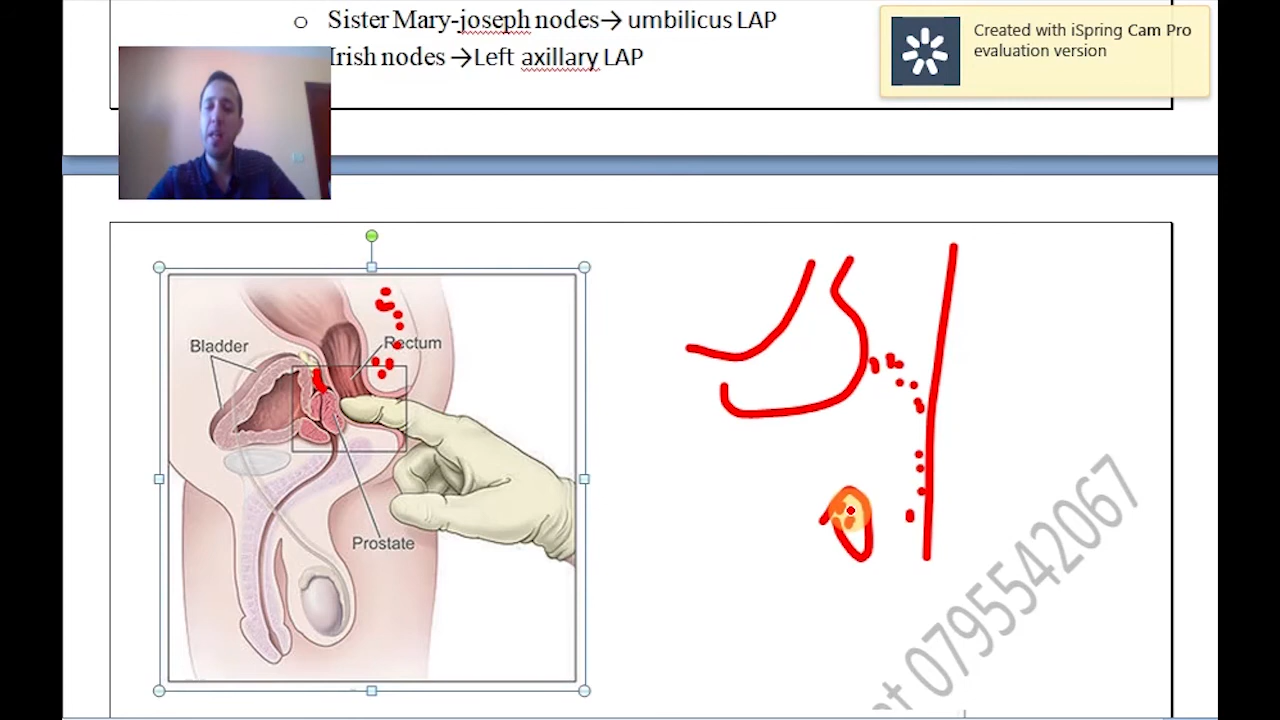 ○ Sister Mary-joseph nodes→ umbilicus LAP
Irish nodes →Left axillary LAP
Created with iSpring Cam Pro
evaluation version
Bladder
Rectum
Prostate
0795542067